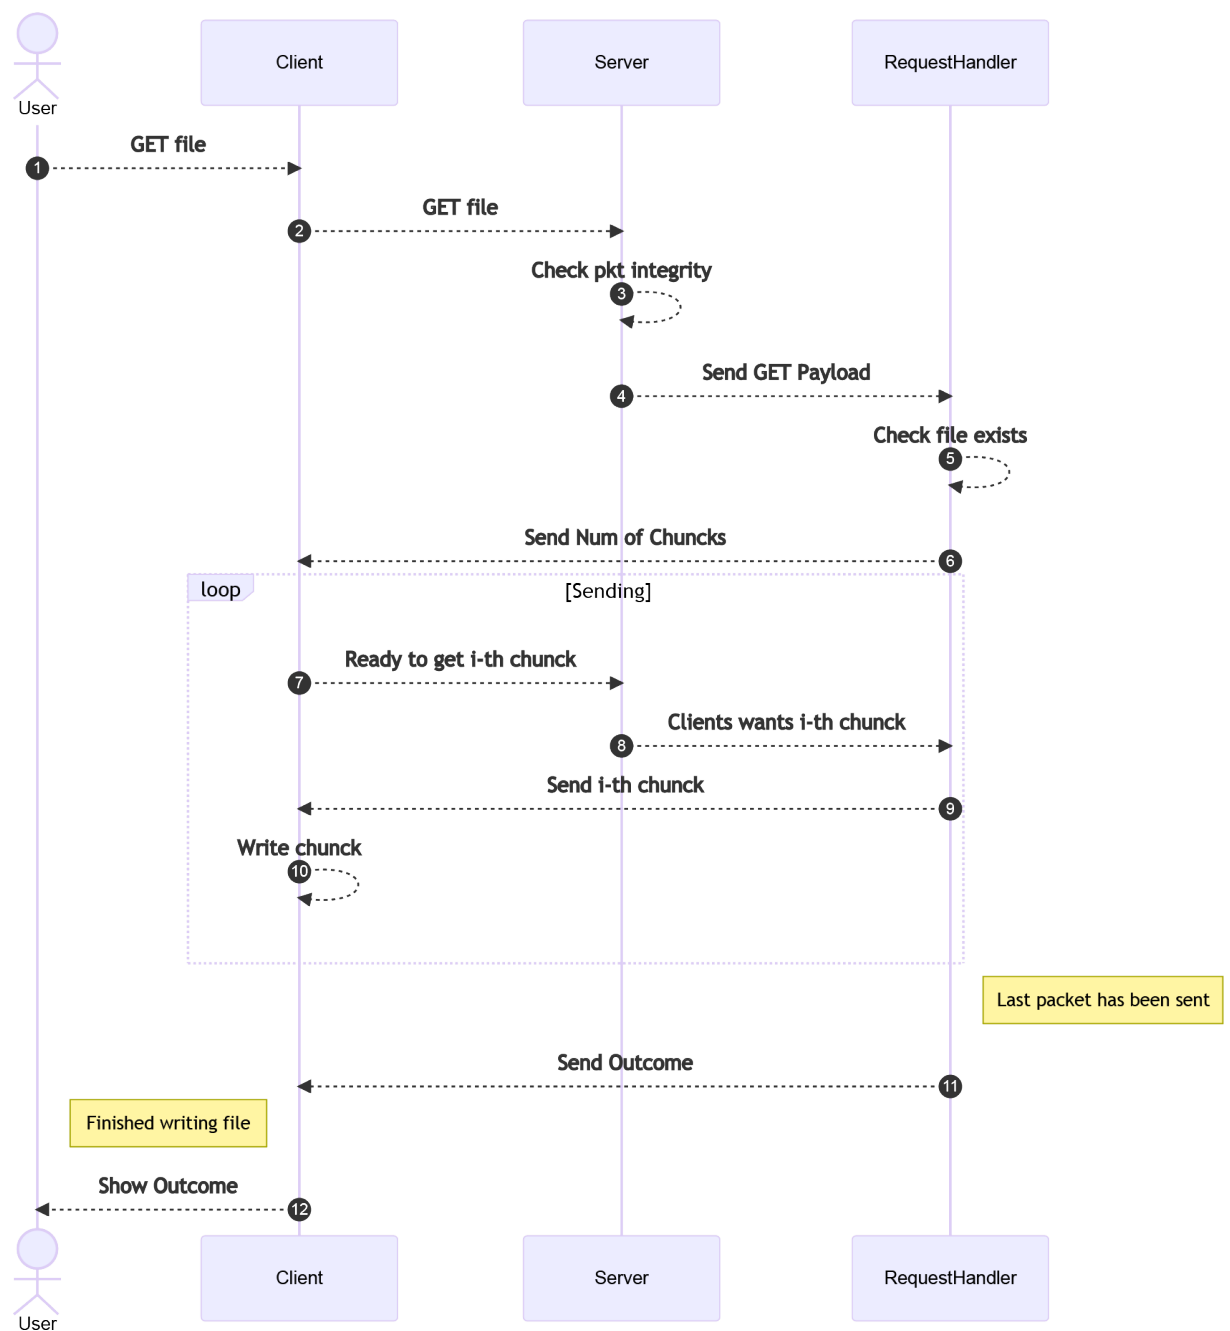 User
Client
Server
RequestHandler
GET file
1
GET file
2
Check pkt integrity
3
Send GET Payload
4
Check file exists
5
Send Num of Chuncks
6
loop
[Sending]
Ready to get i-th chunck
7
Clients wants i-th chunck
8
Send i-th chunck
9
Write chunck
10
Last packet has been sent
Send Outcome
11
Finished writing file
Show Outcome
12
User
Client
Server
RequestHandler